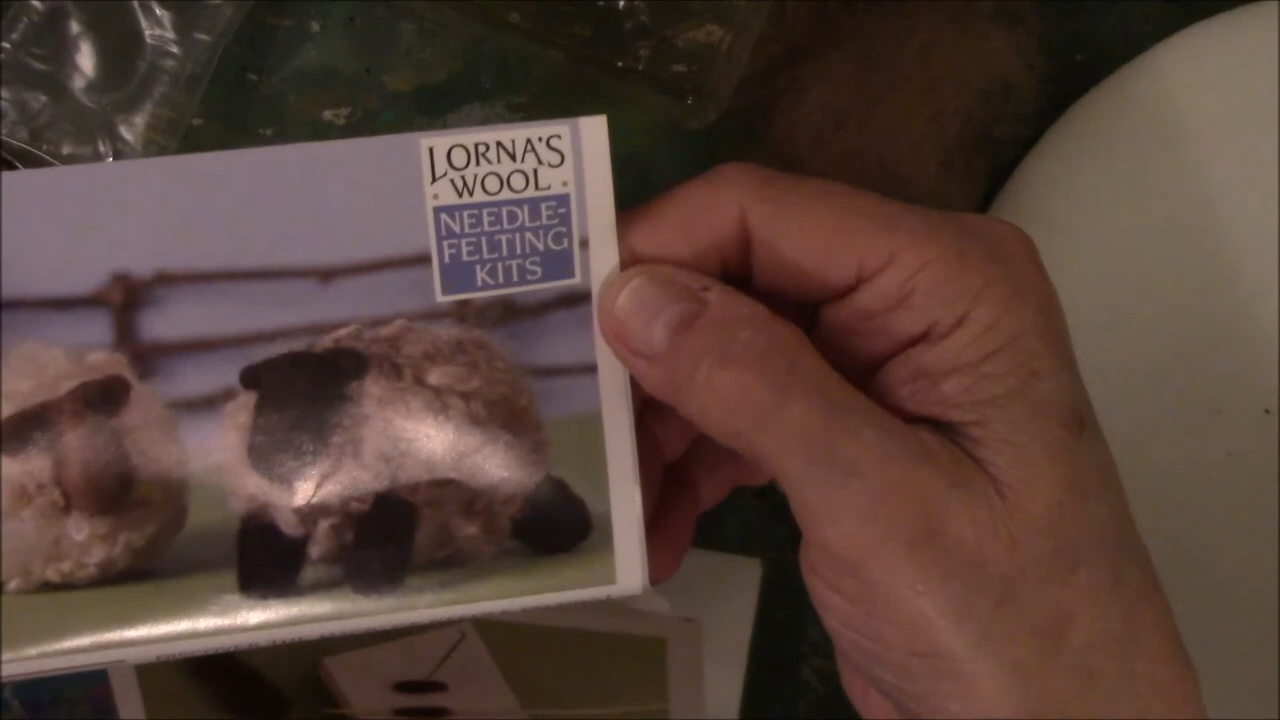 LORNA'S
WOOL
NEEDLE-
FELTING
KITS